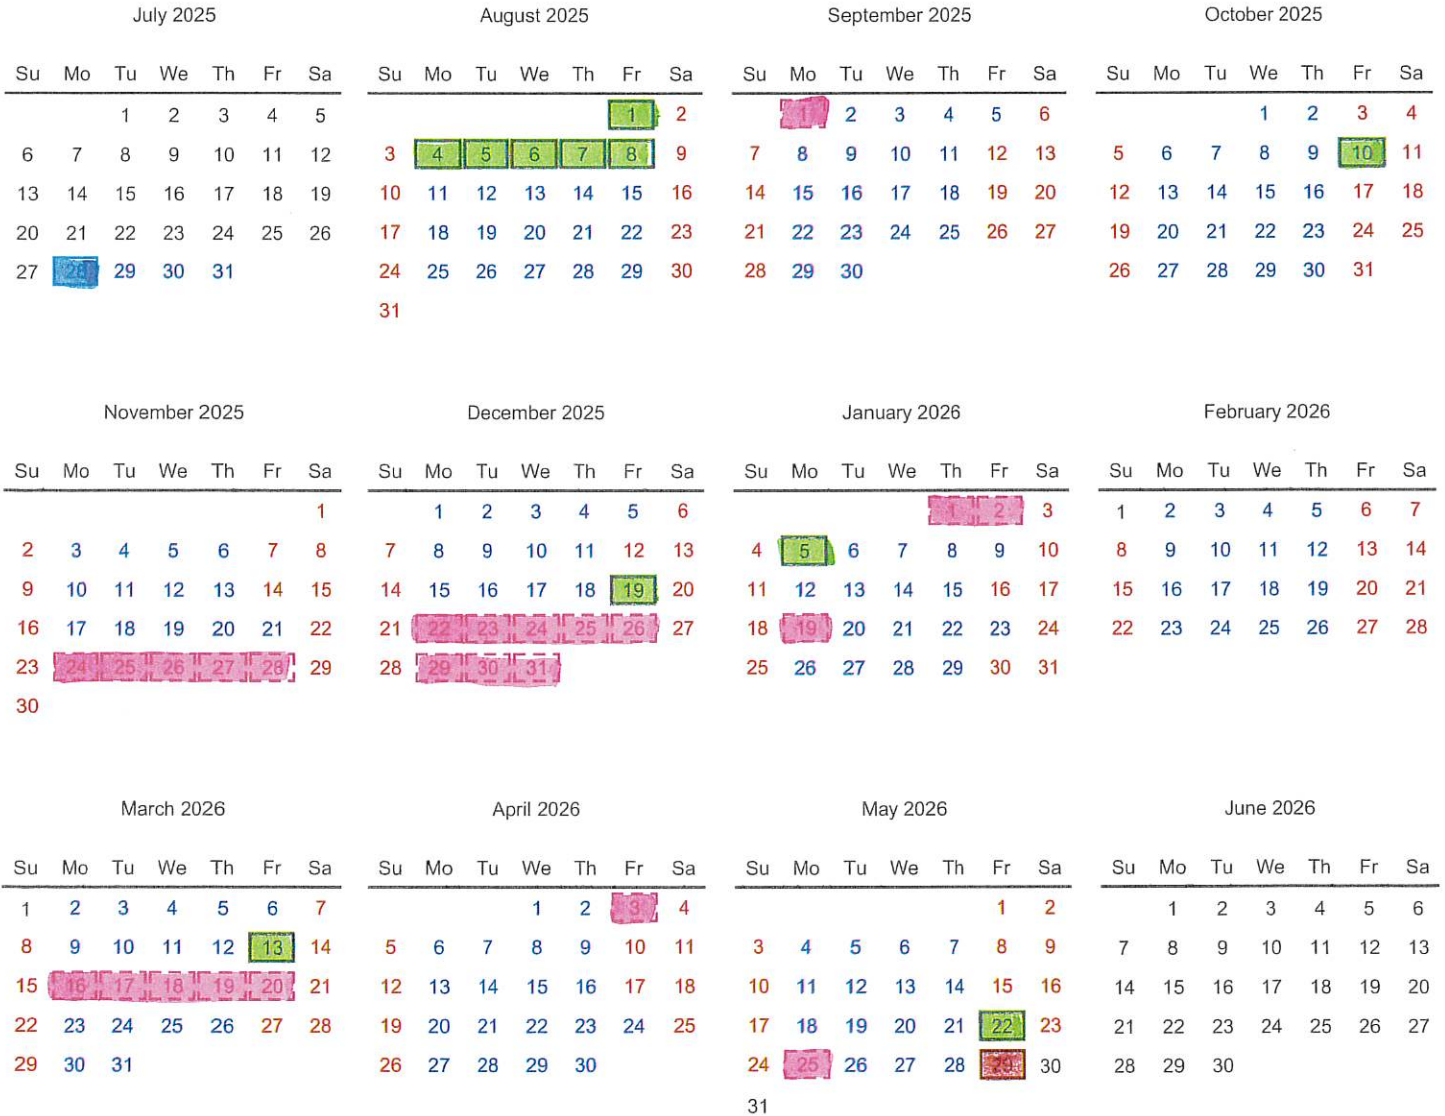 July 2025 August 2025 September 2025 October 2025
Su Mo Tu We Th Fr Sa Su Mo Tu We Th Fr Sa Su Mo Tu We Th Fr Sa Su Mo Tu We Th Fr Sa
1 2 3 4 5 1 2 1 2 3 4 5 6 1 2 3 4
6 7 8 9 10 11 12 3 4 5 6 7 8 9 7 8 9 10 11 12 13 5 6 7 8 9 10 11
13 14 15 16 17 18 19 10 11 12 13 14 15 16 14 15 16 17 18 19 20 12 13 14 15 16 17 18
20 21 22 23 24 25 26 17 18 19 20 21 22 23 21 22 23 24 25 26 27 19 20 21 22 23 24 25
27 28 29 30 31 24 25 26 27 28 29 30 28 29 30 26 27 28 29 30 31
31
November 2025 December 2025 January 2026 February 2026
Su Mo Tu We Th Fr Sa Su Mo Tu We Th Fr Sa Su Mo Tu We Th Fr Sa Su Mo Tu We Th Fr Sa
1 1 2 3 4 5 6 1 2 3 1 2 3 4 5 6 7
2 3 4 5 6 7 8 7 8 9 10 11 12 13 4 5 6 7 8 9 10 8 9 10 11 12 13 14
9 10 11 12 13 14 15 14 15 16 17 18 19 20 11 12 13 14 15 16 17 15 16 17 18 19 20 21
16 17 18 19 20 21 22 21 22 23 24 25 26 27 18 19 20 21 22 23 24 22 23 24 25 26 27 28
23 24 25 26 27 28 29 28 29 30 31 25 26 27 28 29 30 31
30
March 2026 April 2026 May 2026 June 2026
Su Mo Tu We Th Fr Sa Su Mo Tu We Th Fr Sa Su Mo Tu We Th Fr Sa Su Mo Tu We Th Fr Sa
1 2 3 4 5 6 7 1 2 3 4 1 2 1 2 3 4 5 6
8 9 10 11 12 13 14 5 6 7 8 9 10 11 3 4 5 6 7 8 9 7 8 9 10 11 12 13
15 16 17 18 19 20 21 12 13 14 15 16 17 18 10 11 12 13 14 15 16 14 15 16 17 18 19 20
22 23 24 25 26 27 28 19 20 21 22 23 24 25 17 18 19 20 21 22 23 21 22 23 24 25 26 27
29 30 31 26 27 28 29 30 24 25 26 27 28 29 30 28 29 30
31